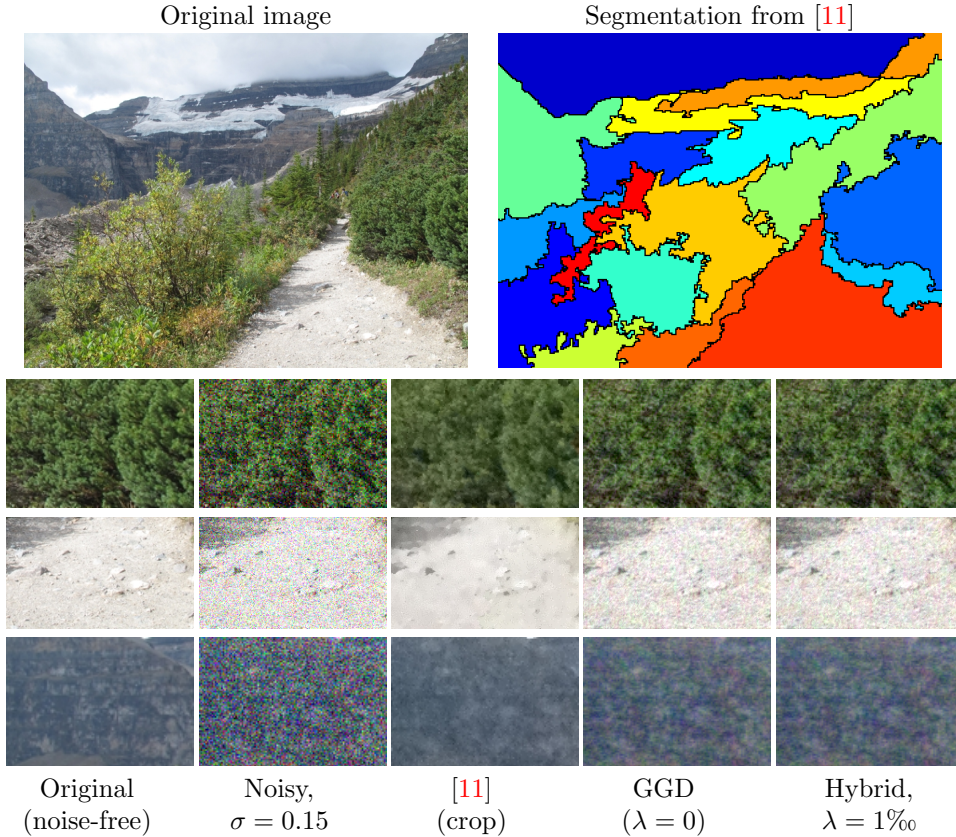 Original image
Segmentation from [11]
Original
(noise-free)
Noisy,
σ = 0.15
[11]
(crop)
GGD
(λ = 0)
Hybrid,
λ = 1‰